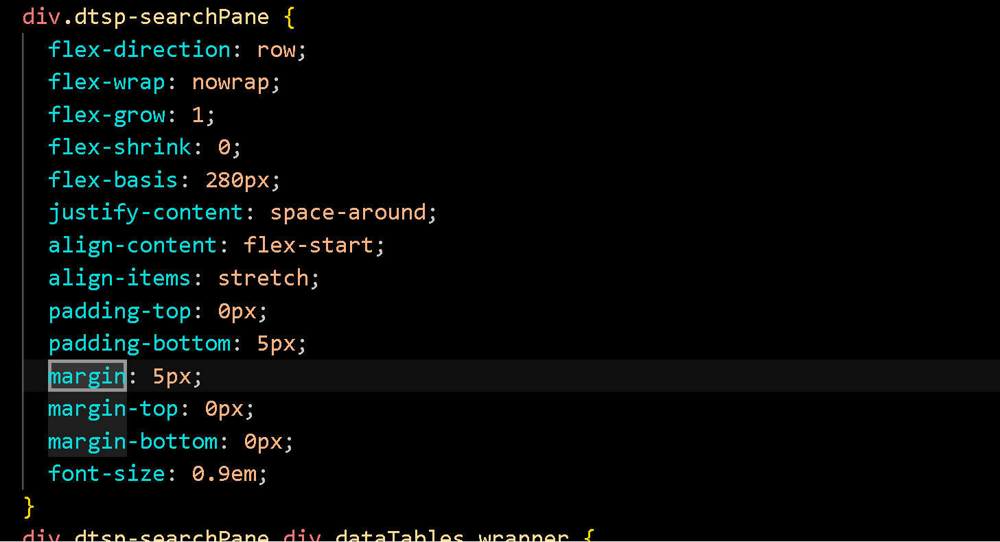 div.dtsp-searchPane {
flex-direction: row;
flex-wrap: nowrap;
flex-grow: 1;
flex-shrink: 0;
flex-basis: 280px;
justify-content: space-around;
align-content: flex-start;
align-items: stretch;
padding-top: 0px;
padding-bottom: 5px;
margin: 5px;
margin-top: 0px;
margin-bottom: 0px;
font-size: 0.9em;
}
div.dtsp-searchPane div.dataTables_wrapper {